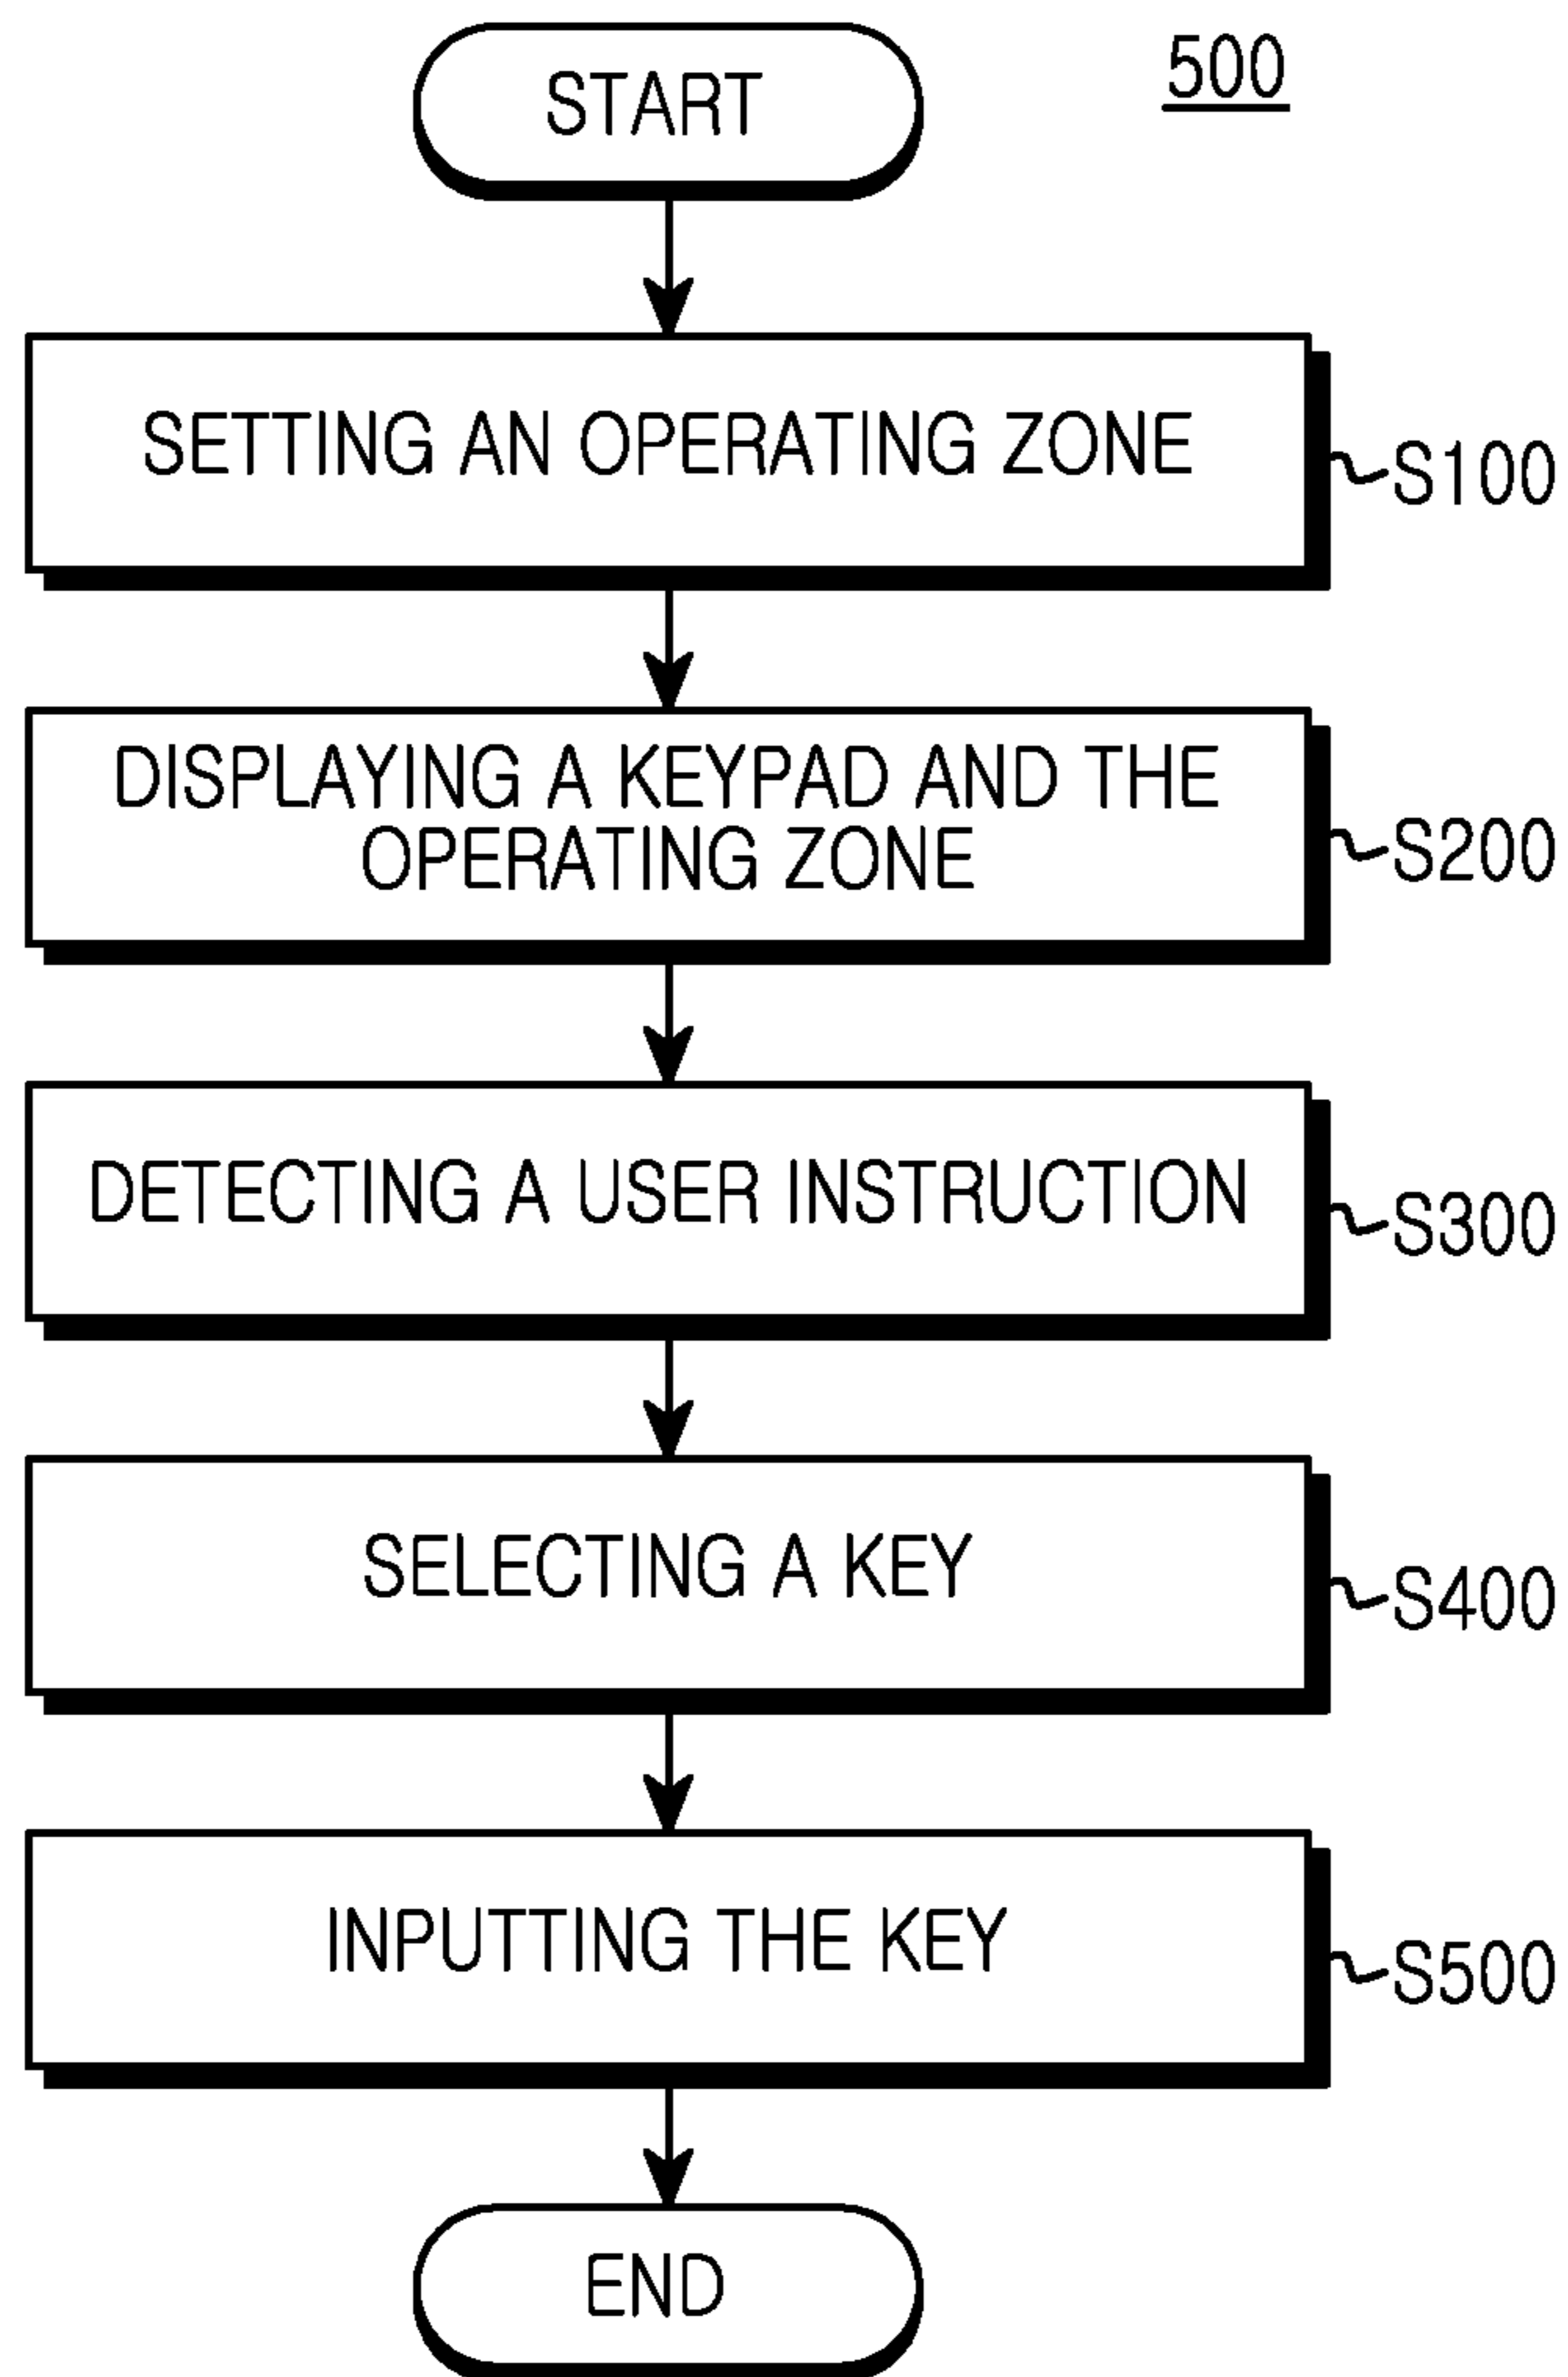 START
500
SETTING AN OPERATING ZONE
S100
DISPLAYING A KEYPAD AND THE
OPERATING ZONE
S200
DETECTING A USER INSTRUCTION
S300
SELECTING A KEY
S400
INPUTTING THE KEY
S500
END